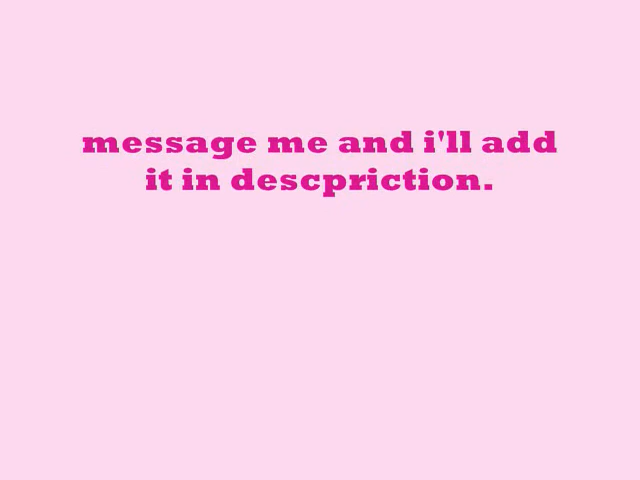 message me and i'll add
it in descpriction.